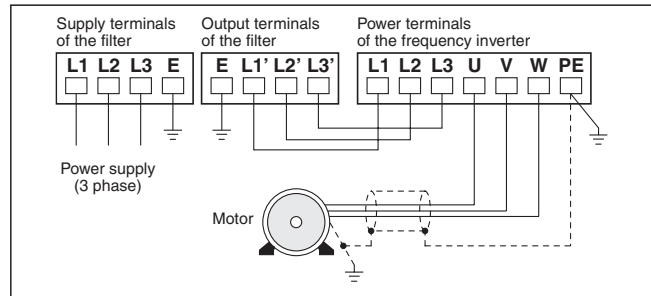 Supply terminals
of the filter
Output terminals
of the filter
Power terminals
of the frequency inverter
L1 L2 L3 E
E L1' L2' L3'
L1 L2 L3 U V W PE
Power supply
(3 phase)
Motor